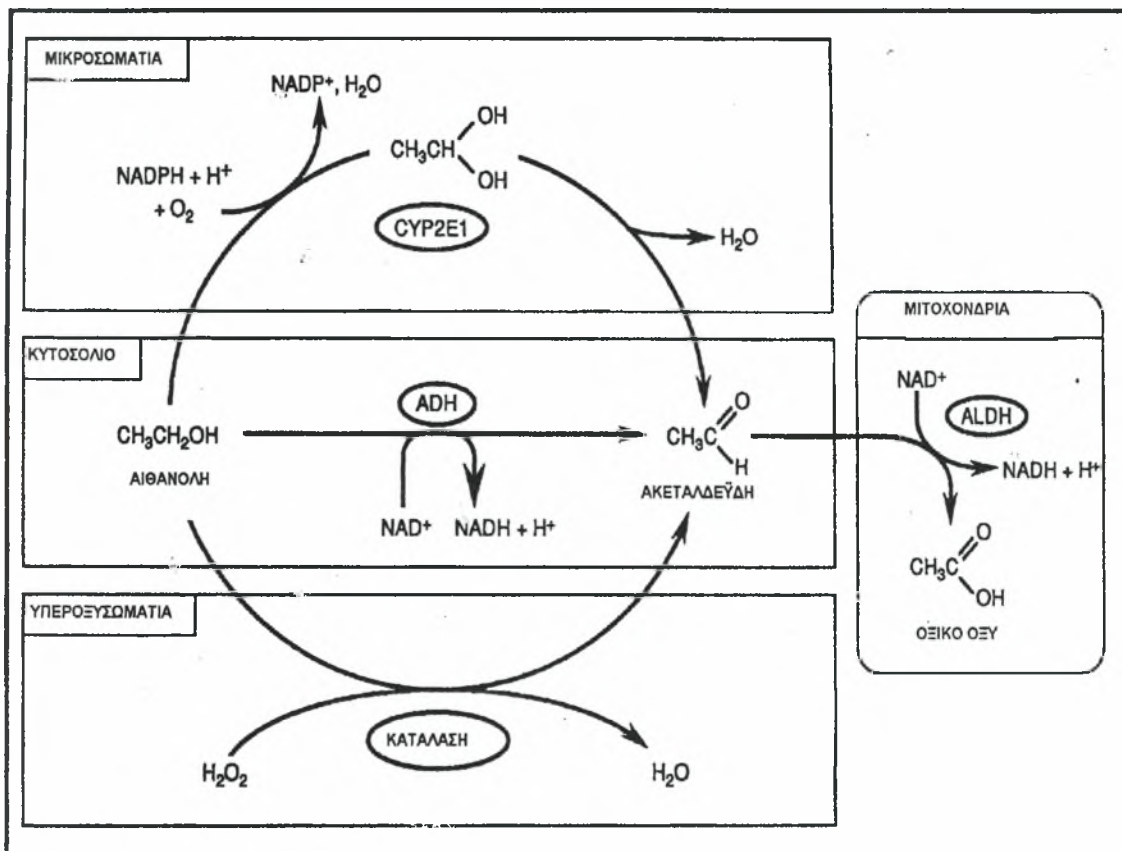 ΜΙΚΡΟΣΩΜΑΤΙΑ
NADP+, H₂O
OH
CH₃CH
OH
NADPH + H⁺
+ O₂
CYP2E1
H₂O
ΚΥΤΟΣΟΛΙΟ
ADH
CH₃CH₂OH
ΑΙΘΑΝΟΛΗ
NAD⁺
NADH + H⁺
O
CH₃C
H
ΑΚΕΤΑΛΔΕΫΔΗ
ΜΙΤΟΧΟΝΔΡΙΑ
NAD⁺
ALDH
NADH + H⁺
O
CH₃C
OH
ΟΞΙΚΟ ΟΞΥ
ΥΠΕΡΟΞΥΣΩΜΑΤΙΑ
ΚΑΤΑΛΑΣΗ
H₂O₂
H₂O